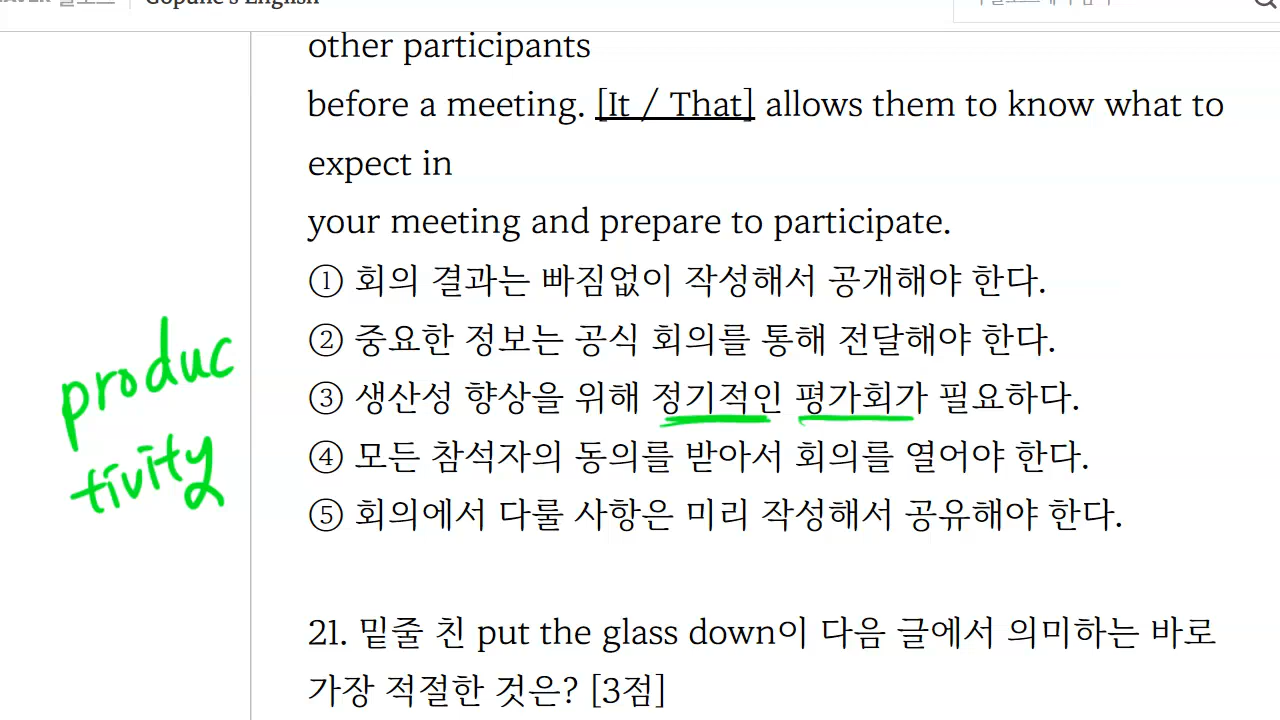 Gopune's English
other participants
before a meeting. [It / That] allows them to know what to
expect in
your meeting and prepare to participate.
① 회의 결과는 빠짐없이 작성해서 공개해야 한다.
② 중요한 정보는 공식 회의를 통해 전달해야 한다.
③ 생산성 향상을 위해 정기적인 평가회가 필요하다.
④ 모든 참석자의 동의를 받아서 회의를 열어야 한다.
⑤ 회의에서 다룰 사항은 미리 작성해서 공유해야 한다.
produc
tivity
21. 밑줄 친 put the glass down이 다음 글에서 의미하는 바로
가장 적절한 것은? [3점]